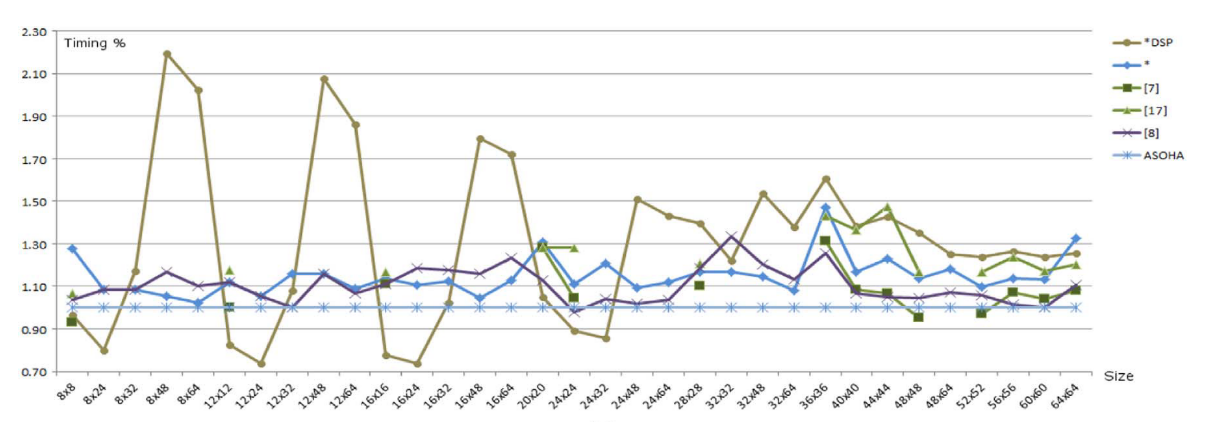 Timing %
2.30
2.10
1.90
1.70
1.50
1.30
1.10
0.90
0.70
8x8
8x24
8x32
8x48
8x64
12x12
12x24
12x32
12x48
12x64
16x16
16x24
16x32
16x48
16x64
20x20
24x24
24x32
24x48
24x64
28x28
32x32
32x48
32x64
36x36
40x40
44x44
48x48
48x64
52x52
56x56
60x60
64x64
Size
*DSP
*
[7]
[17]
[8]
ASOHA